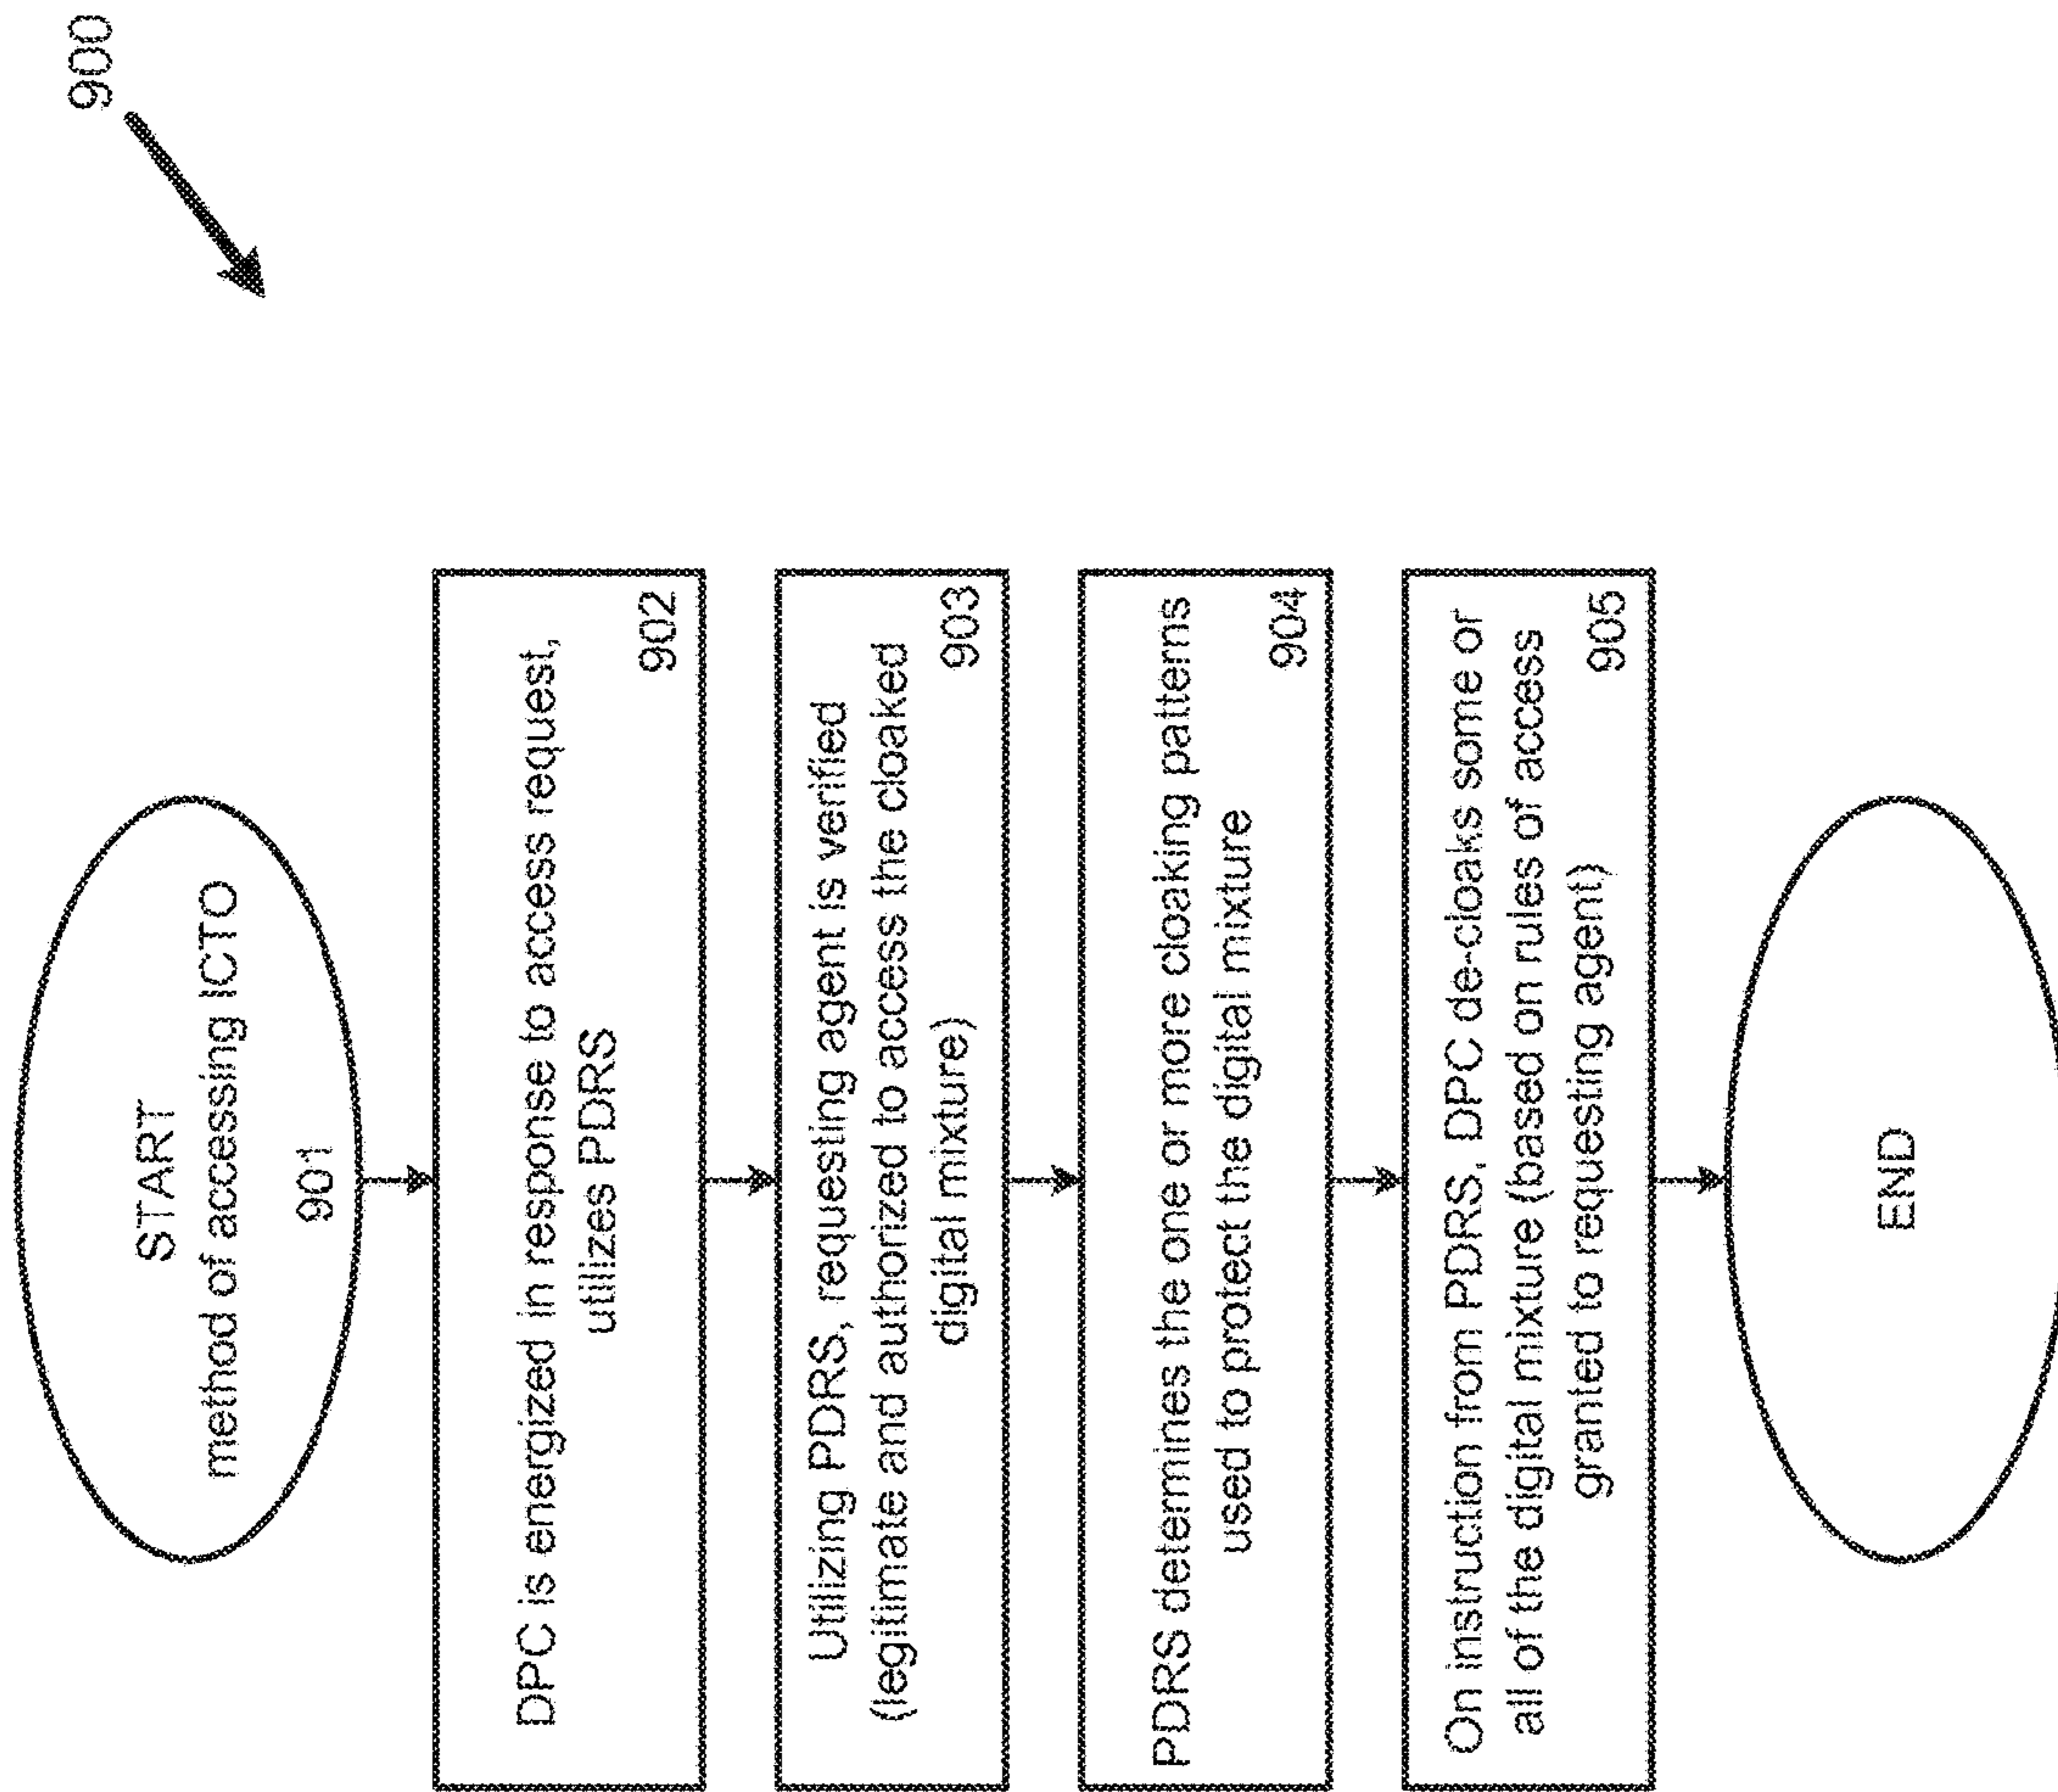 900
START
method of accessing ICTO
901
DPC is energized in response to access request,
utilizes PDRS
902
Utilizing PDRS, requesting agent is verified
(legitimate and authorized to access the cloaked
digital mixture)
903
PDRS determines the one or more cloaking patterns
used to protect the digital mixture
904
On instruction from PDRS, DPC de-cloaks some or
all of the digital mixture (based on rules of access
granted to requesting agent)
905
END